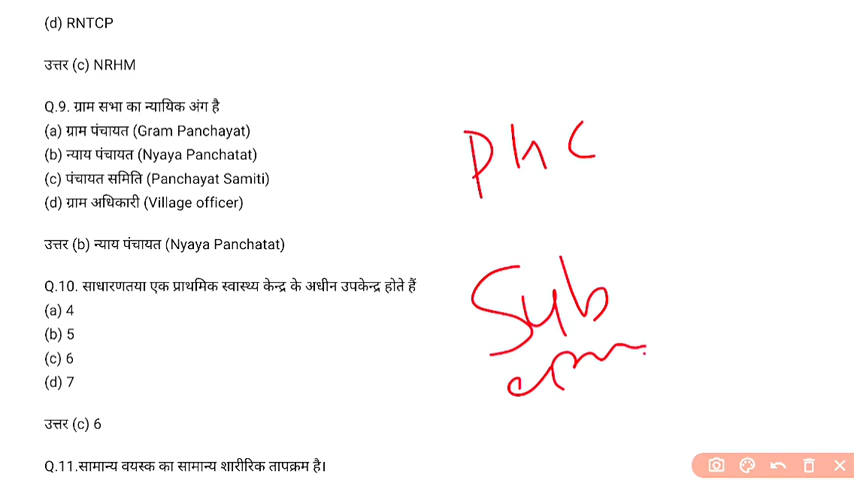 (d) RNTCP
उत्तर (c) NRHM
Q.9. ग्राम सभा का न्यायिक अंग है
(a) ग्राम पंचायत (Gram Panchayat)
(b) न्याय पंचायत (Nyaya Panchatat)
(c) पंचायत समिति (Panchayat Samiti)
(d) ग्राम अधिकारी (Village officer)
उत्तर (b) न्याय पंचायत (Nyaya Panchatat)
Q.10. साधारणतया एक प्राथमिक स्वास्थ्य केन्द्र के अधीन उपकेन्द्र होते हैं
(a) 4
(b) 5
(c) 6
(d) 7
उत्तर (c) 6
Q.11.सामान्य वयस्क का सामान्य शारीरिक तापक्रम है।
Phc
Sub